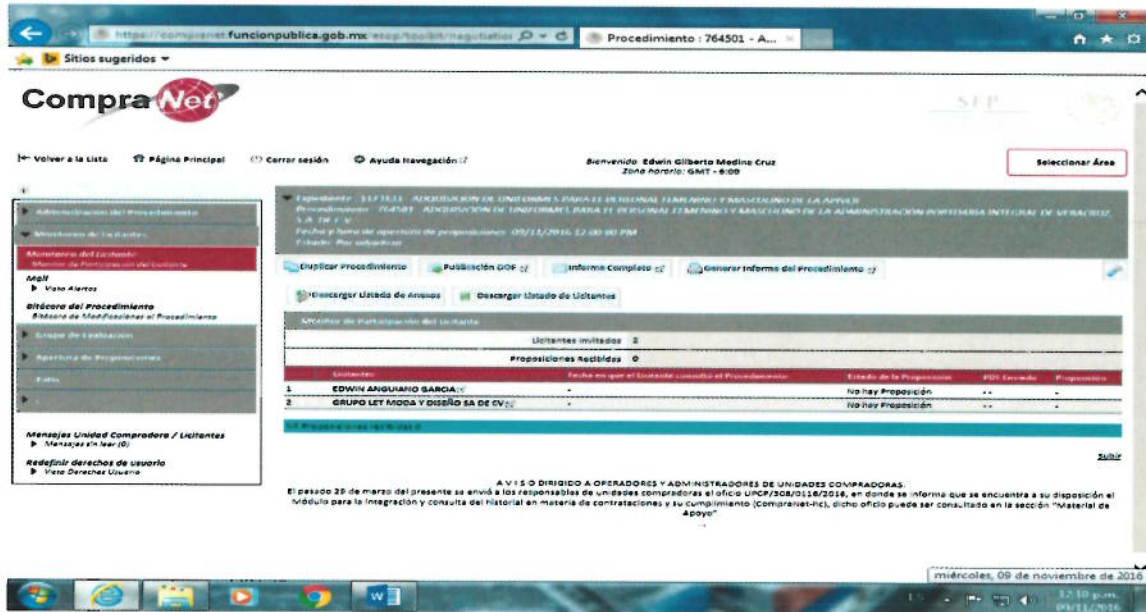 https://compranet.funcionpublica.gob.mx
Procedimiento : 764501 - A...
Sitios sugeridos
CompraNet
SFP
Volver a la Lista
Página Principal
Cerrar sesión
Ayuda Navegación
Bienvenido Edwin Gilberto Medina Cruz
Zona horaria: GMT - 6:00
Seleccionar Área
Administración del Procedimiento
Monitoreo de Licitantes
Monitoreo del Licitante
Monitor de Participación del Licitante
Mail
Vista Alertas
Bitácora del Procedimiento
Bitácora de Modificaciones al Procedimiento
Grupo de Evaluación
Apertura de Proposiciones
Fallo
Mensajes Unidad Compradora / Licitantes
Mensajes sin leer (0)
Redefinir derechos de usuario
Vista Derechos Usuario
ADQUISICION DE UNIFORMES PARA EL PERSONAL FEMENINO Y MASCULINO DE LA APIVER
Procedimiento : 764501 - ADQUISICION DE UNIFORMES PARA EL PERSONAL FEMENINO Y MASCULINO DE LA ADMINISTRACION PORTUARIA INTEGRAL DE VERACRUZ,
S.A. DE C.V.
Fecha y hora de apertura de proposiciones: 09/11/2016 12:00:00 PM
Estado: Por adjudicar
Duplicar Procedimiento
Publicación DOF
Informe Completo
Generar Informe del Procedimiento
Descargar Listado de Anexos
Descargar Listado de Licitantes
Monitor de Participación del Licitante
Licitantes Invitados 2
Proposiciones Recibidas 0
Licitantes Fecha en que el Licitante consultó el Procedimiento Estado de la Proposición PDF Enviado Proposición
1 EDWIN ANGUIANO GARCIA - No hay Proposición -- -
2 GRUPO LET MODA Y DISEÑO SA DE CV - No hay Proposición -- -
Subir
A V I S O DIRIGIDO A OPERADORES Y ADMINISTRADORES DE UNIDADES COMPRADORAS.
El pasado 29 de marzo del presente se envió a los responsables de unidades compradoras el oficio UPCP/308/0118/2016, en donde se informa que se encuentra a su disposición el
Módulo para la integración y consulta del historial en materia de contrataciones y su cumplimiento (CompraNet-hc), dicho oficio puede ser consultado en la sección "Material de
Apoyo"
miércoles, 09 de noviembre de 2016
ES
12:10 p.m.
09/11/2016